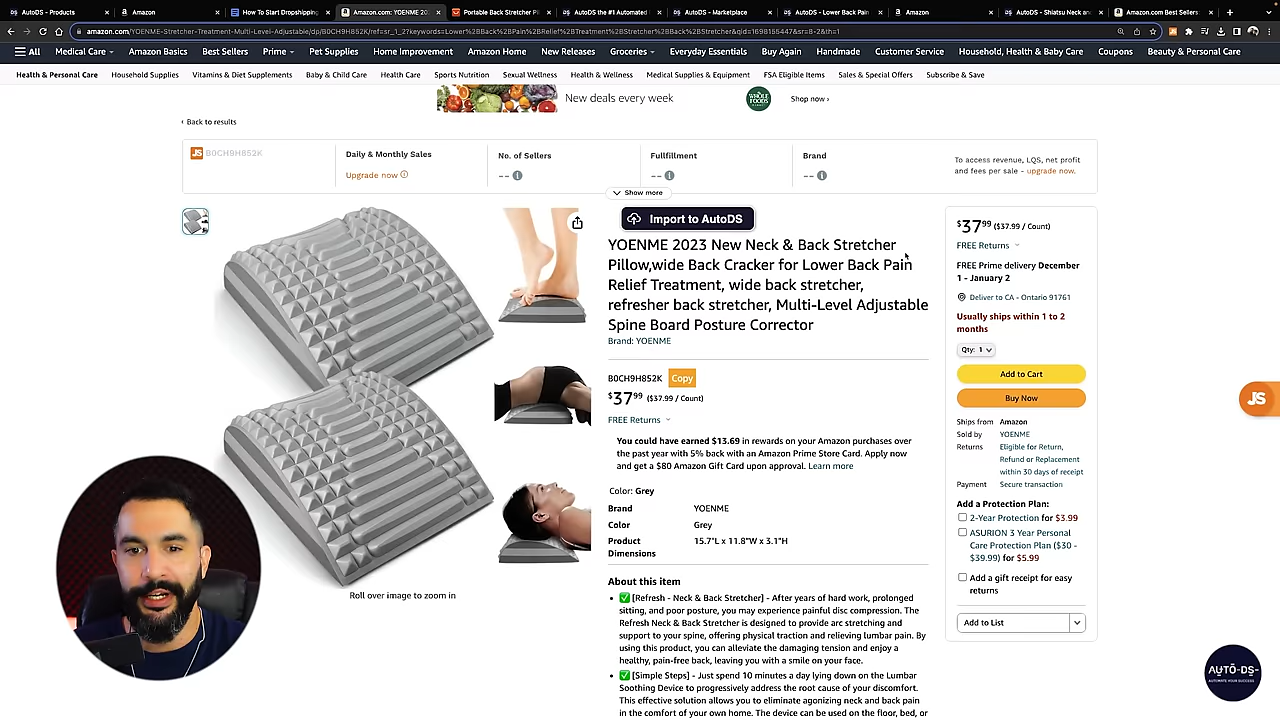 AutoDS - Products
Amazon
How To Start Dropshipping
Amazon.com: YOENME 20
Portable Back Stretcher P
AutoDS the #1 Automated
AutoDS - Marketplace
AutoDS - Lower Back Pain
Amazon
AutoDS - Shiatsu Neck an
Amazon.com Best Sellers:
amazon.com/YOENME-Stretcher-Treatment-Multi-Level-Adjustable/dp/B0CH9H852K/ref=sr_1_2?keywords=Lower%2BBack%2BPain%2BRelief%2BTreatment%2BStretcher%2C%2BBack%2BStretcher&qid=1698155447&sr=8-2&th=1
All Medical Care Amazon Basics Best Sellers Prime Pet Supplies Home Improvement Amazon Home New Releases Groceries Everyday Essentials Buy Again Handmade Customer Service Household, Health & Baby Care Coupons Beauty & Personal Care
Health & Personal Care Household Supplies Vitamins & Diet Supplements Baby & Child Care Health Care Sports Nutrition Sexual Wellness Health & Wellness Medical Supplies & Equipment FSA Eligible Items Sales & Special Offers Subscribe & Save
New deals every week
WHOLE FOODS MARKET
Shop now ›
‹ Back to results
JS B0CH9H852K
Daily & Monthly Sales
Upgrade now
No. of Sellers
--
Fullfillment
--
Brand
--
To access revenue, LQS, net profit
and fees per sale - upgrade now.
Show more
Import to AutoDS
YOENME 2023 New Neck & Back Stretcher
Pillow,wide Back Cracker for Lower Back Pain
Relief Treatment, wide back stretcher,
refresher back stretcher, Multi-Level Adjustable
Spine Board Posture Corrector
Brand: YOENME
B0CH9H852K Copy
$37.99 ($37.99 / Count)
FREE Returns
You could have earned $13.69 in rewards on your Amazon purchases over
the past year with 5% back with an Amazon Prime Store Card. Apply now
and get a $80 Amazon Gift Card upon approval. Learn more
Color: Grey
Brand YOENME
Color Grey
Product Dimensions 15.7"L x 11.8"W x 3.1"H
About this item
[Refresh - Neck & Back Stretcher] - After years of hard work, prolonged
sitting, and poor posture, you may experience painful disc compression. The
Refresh Neck & Back Stretcher is designed to provide arc stretching and
support to your spine, offering physical traction and relieving lumbar pain. By
using this product, you can alleviate the damaging tension and enjoy a
healthy, pain-free back, leaving you with a smile on your face.
[Simple Steps] - Just spend 10 minutes a day lying down on the Lumbar
Soothing Device to progressively address the root cause of your discomfort.
This effective solution allows you to eliminate agonizing neck and back pain
in the comfort of your own home. The device can be used on the floor, bed, or
Roll over image to zoom in
$37.99 ($37.99 / Count)
FREE Returns
FREE Prime delivery December
1 - January 2
Deliver to CA - Ontario 91761
Usually ships within 1 to 2
months
Qty: 1
Add to Cart
Buy Now
Ships from Amazon
Sold by YOENME
Returns Eligible for Return,
Refund or Replacement
within 30 days of receipt
Payment Secure transaction
Add a Protection Plan:
2-Year Protection for $3.99
ASURION 3 Year Personal
Care Protection Plan ($30 -
$39.99) for $5.99
Add a gift receipt for easy
returns
Add to List
JS
AUTO-DS-
AUTOMATE YOUR SUCCESS